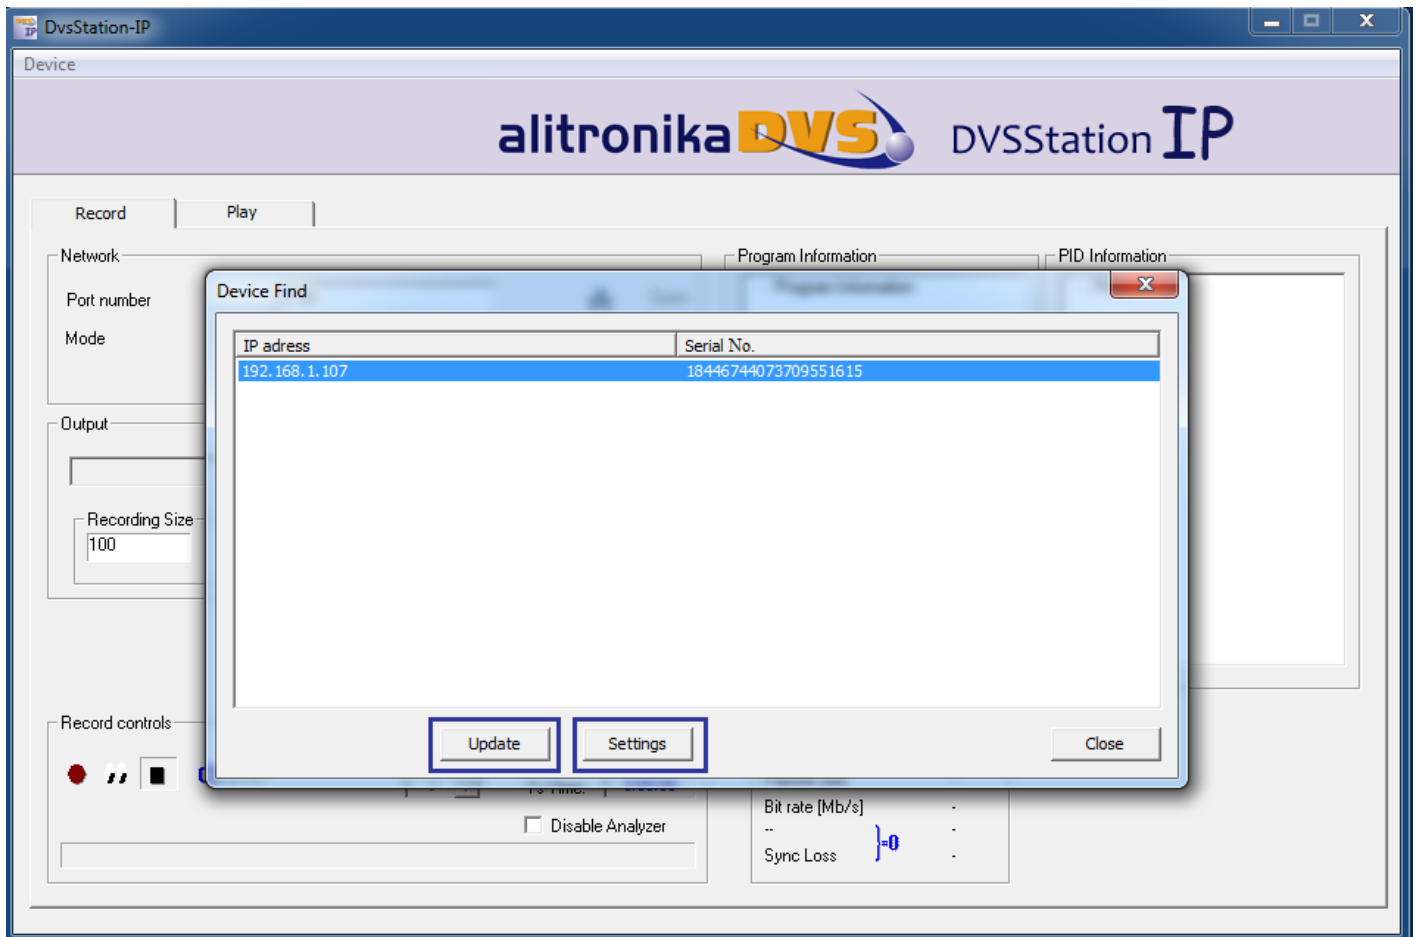 DvsStation-IP
Device
alitronika DVS DVSStation IP
Record Play
Network
Program Information
PID Information
Port number
Mode
Device Find
IP adress Serial No.
192.168.1.107 18446744073709551615
Output
Recording Size
100
Update Settings Close
Record controls
Disable Analyzer
Bit rate [Mb/s] -
-- -
}=0
Sync Loss -